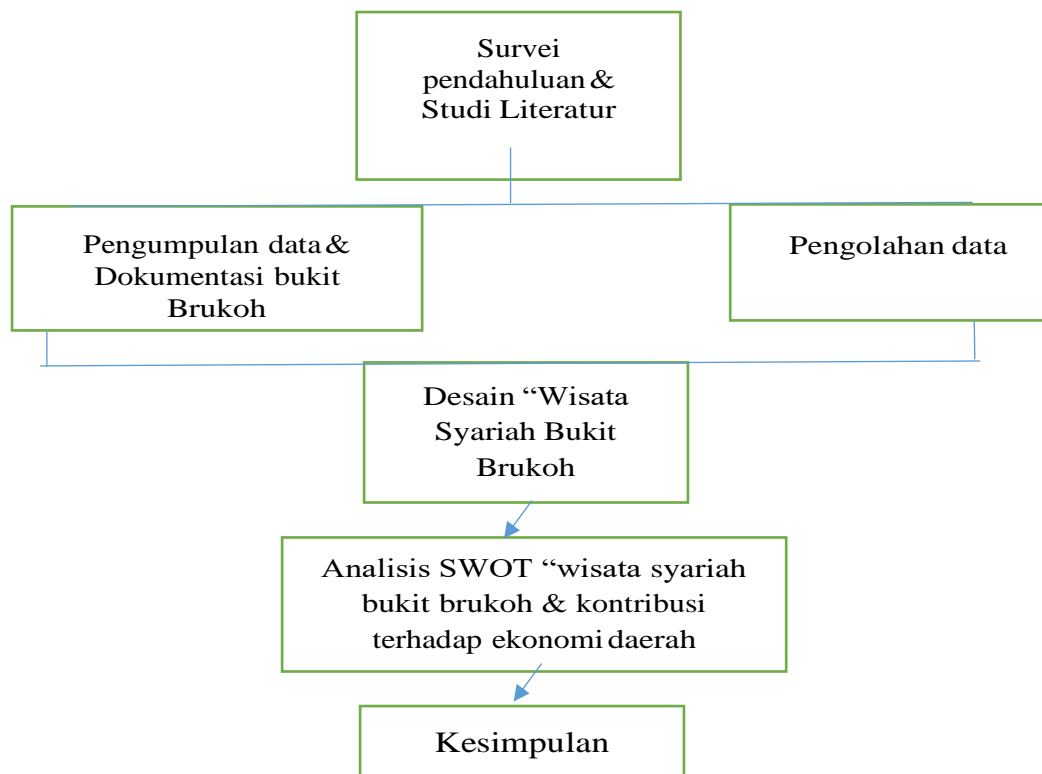 Survei
pendahuluan &
Studi Literatur
Pengumpulan data &
Dokumentasi bukit
Brukoh
Pengolahan data
Desain “Wisata
Syariah Bukit
Brukoh
Analisis SWOT “wisata syariah
bukit brukoh & kontribusi
terhadap ekonomi daerah
Kesimpulan